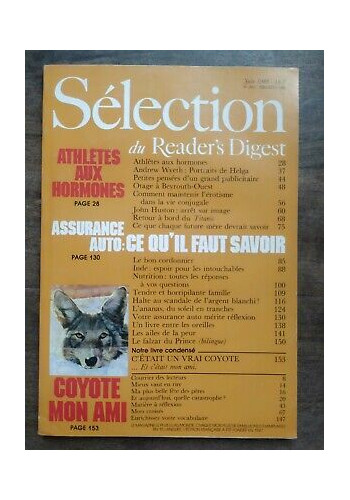 Sélection
du Reader's Digest
ATHLÈTES
AUX
HORMONES
PAGE 28
Athlètes aux hormones 28
Andrew Wyeth : Portraits de Helga 37
Petites pensées d'un grand publicitaire 44
Otage à Beyrouth-Ouest 48
Comment maintenir l'érotisme
dans la vie conjugale 56
John Huston : arrêt sur image 60
Retour à bord du Titanic 68
Ce que chaque future mère devrait savoir 75
ASSURANCE
AUTO: CE QU'IL FAUT SAVOIR
PAGE 130
Le bon cordonnier 85
Inde : espoir pour les intouchables 88
Nutrition : toutes les réponses
à vos questions 100
Tendre et horripilante famille 109
Halte au scandale de l'argent blanchi! 116
L'ananas, du soleil en tranches 124
Votre assurance auto mérite réflexion 130
Un livre entre les oreilles 138
Les ailes de la peur 141
Le falzar du Prince (bilingue) 150
Notre livre condensé
C'ÉTAIT UN VRAI COYOTE 153
... Et c'était mon ami.
COYOTE
MON AMI
PAGE 153
Courrier des lecteurs 6
Mieux vaut en rire 14
Ma plus belle fête des pères 16
Et aujourd'hui, quelle catastrophe? 20
Matière à réflexion 43
Mots croisés 67
Enrichissez votre vocabulaire 147